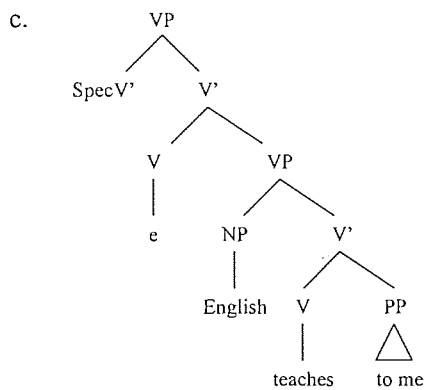 c. VP
SpecV' V'
V VP
e NP V'
English V PP
teaches to me